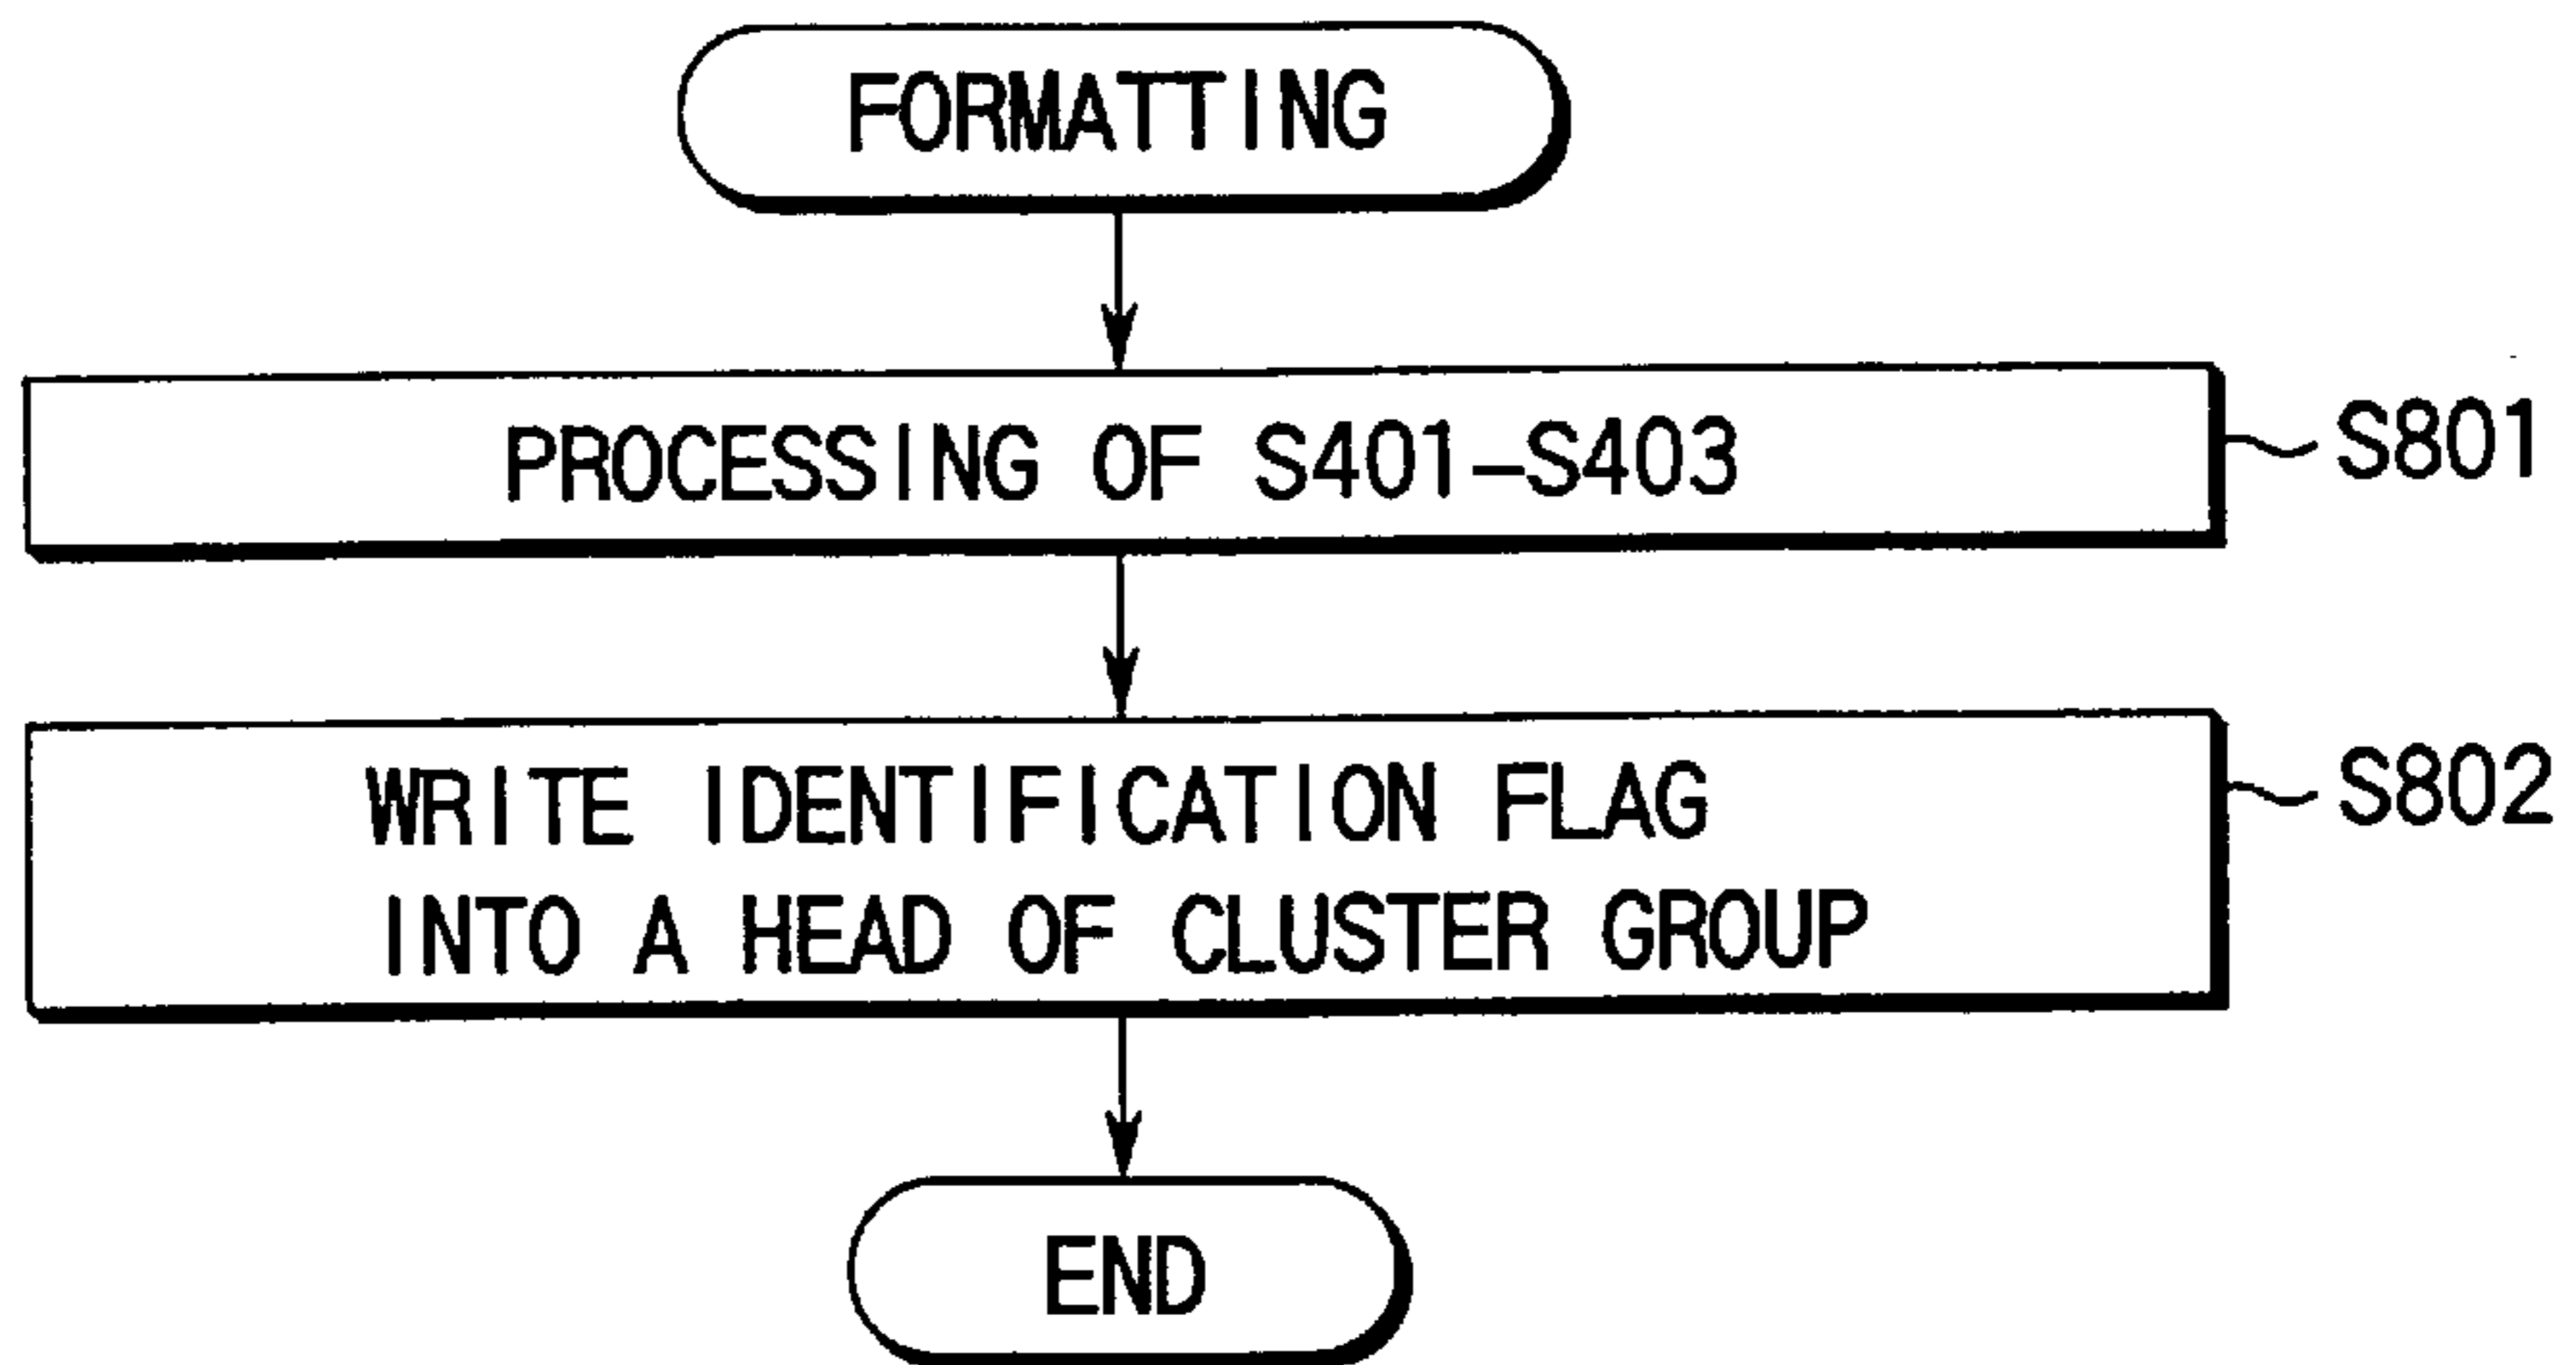 FORMATTING
PROCESSING OF S401-S403
S801
WRITE IDENTIFICATION FLAG
INTO A HEAD OF CLUSTER GROUP
S802
END